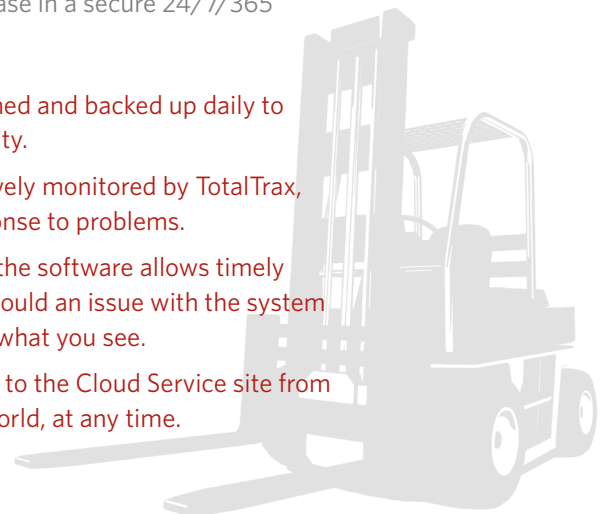 ase in a secure 24/7/365
ned and backed up daily to
ity.
vely monitored by TotalTrax,
onse to problems.
the software allows timely
ould an issue with the system
what you see.
to the Cloud Service site from
orld, at any time.